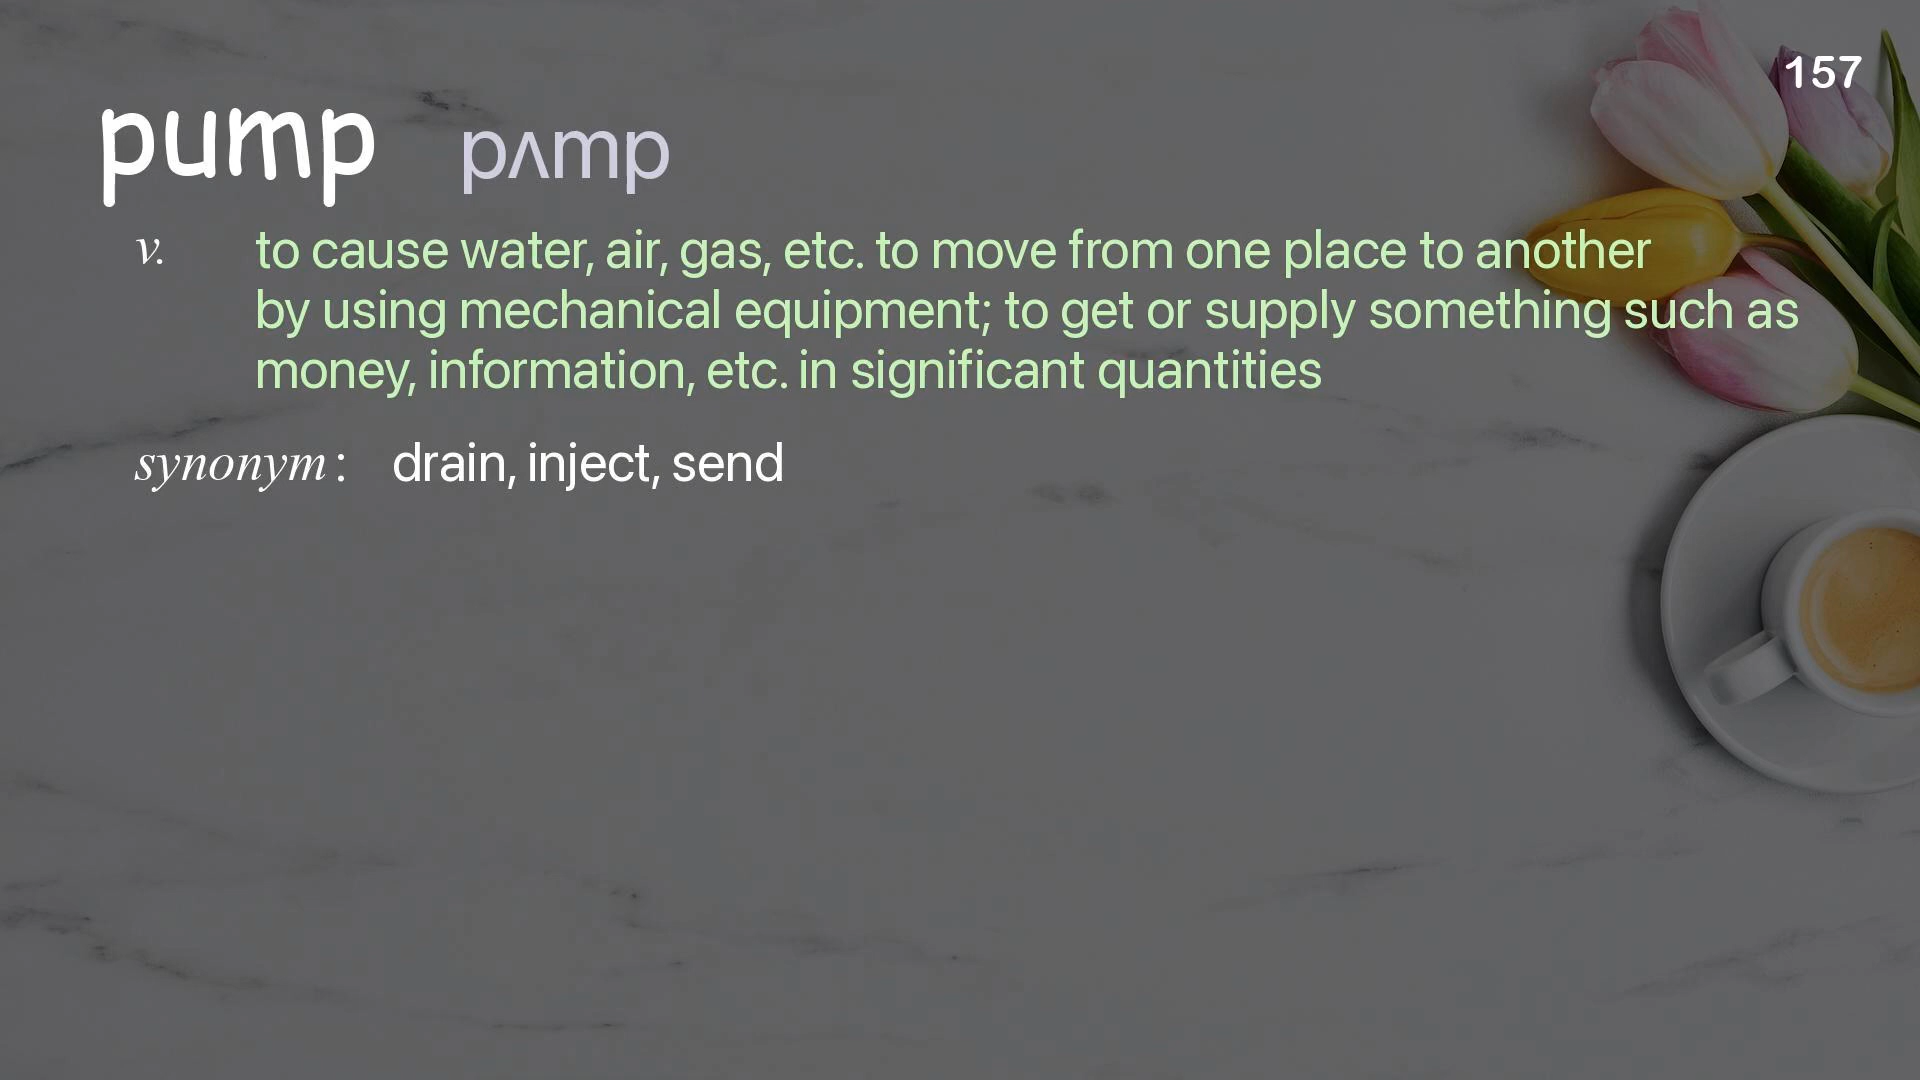 157
pump pʌmp
v. to cause water, air, gas, etc. to move from one place to another
by using mechanical equipment; to get or supply something such as
money, information, etc. in significant quantities
synonym: drain, inject, send